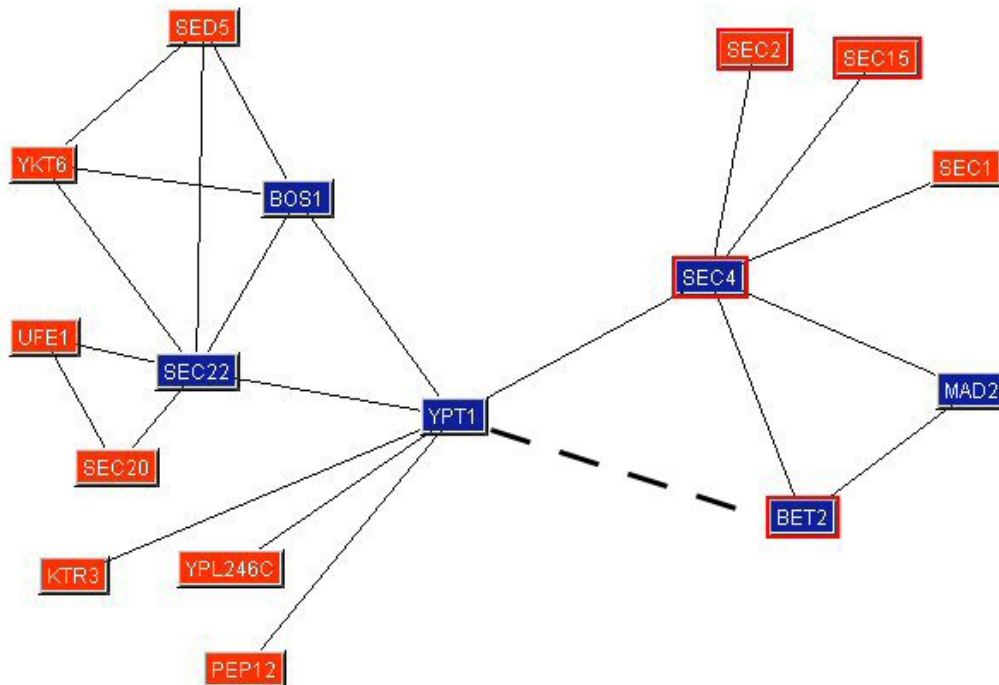 SED5
SEC2
SEC15
YKT6
BOS1
SEC1
SEC4
UFE1
SEC22
MAD2
YPT1
SEC20
BET2
KTR3
YPL246C
PEP12